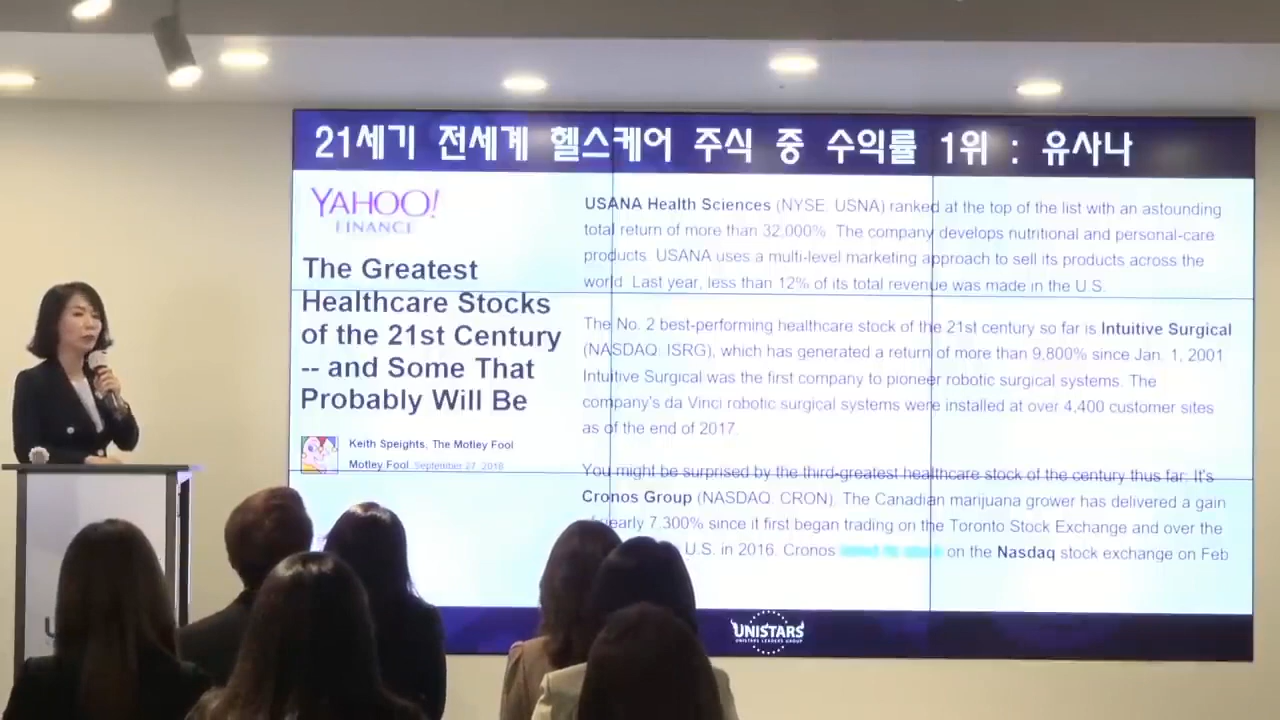 21세기 전세계 헬스케어 주식 중 수익률 1위 : 유사나
YAHOO!
FINANCE
The Greatest
Healthcare Stocks
of the 21st Century
-- and Some That
Probably Will Be
Keith Speights, The Motley Fool
Motley Fool September 27, 2018
USANA Health Sciences (NYSE: USNA) ranked at the top of the list with an astounding
total return of more than 32,000%. The company develops nutritional and personal-care
products. USANA uses a multi-level marketing approach to sell its products across the
world. Last year, less than 12% of its total revenue was made in the U.S.
The No. 2 best-performing healthcare stock of the 21st century so far is Intuitive Surgical
(NASDAQ: ISRG), which has generated a return of more than 9,800% since Jan. 1, 2001
Intuitive Surgical was the first company to pioneer robotic surgical systems. The
company's da Vinci robotic surgical systems were installed at over 4,400 customer sites
as of the end of 2017.
You might be surprised by the third-greatest healthcare stock of the century thus far: It's
Cronos Group (NASDAQ: CRON). The Canadian marijuana grower has delivered a gain
nearly 7,300% since it first began trading on the Toronto Stock Exchange and over the
U.S. in 2016. Cronos on the Nasdaq stock exchange on Feb
UNISTARS
UNISTARS LEADERS GROUP